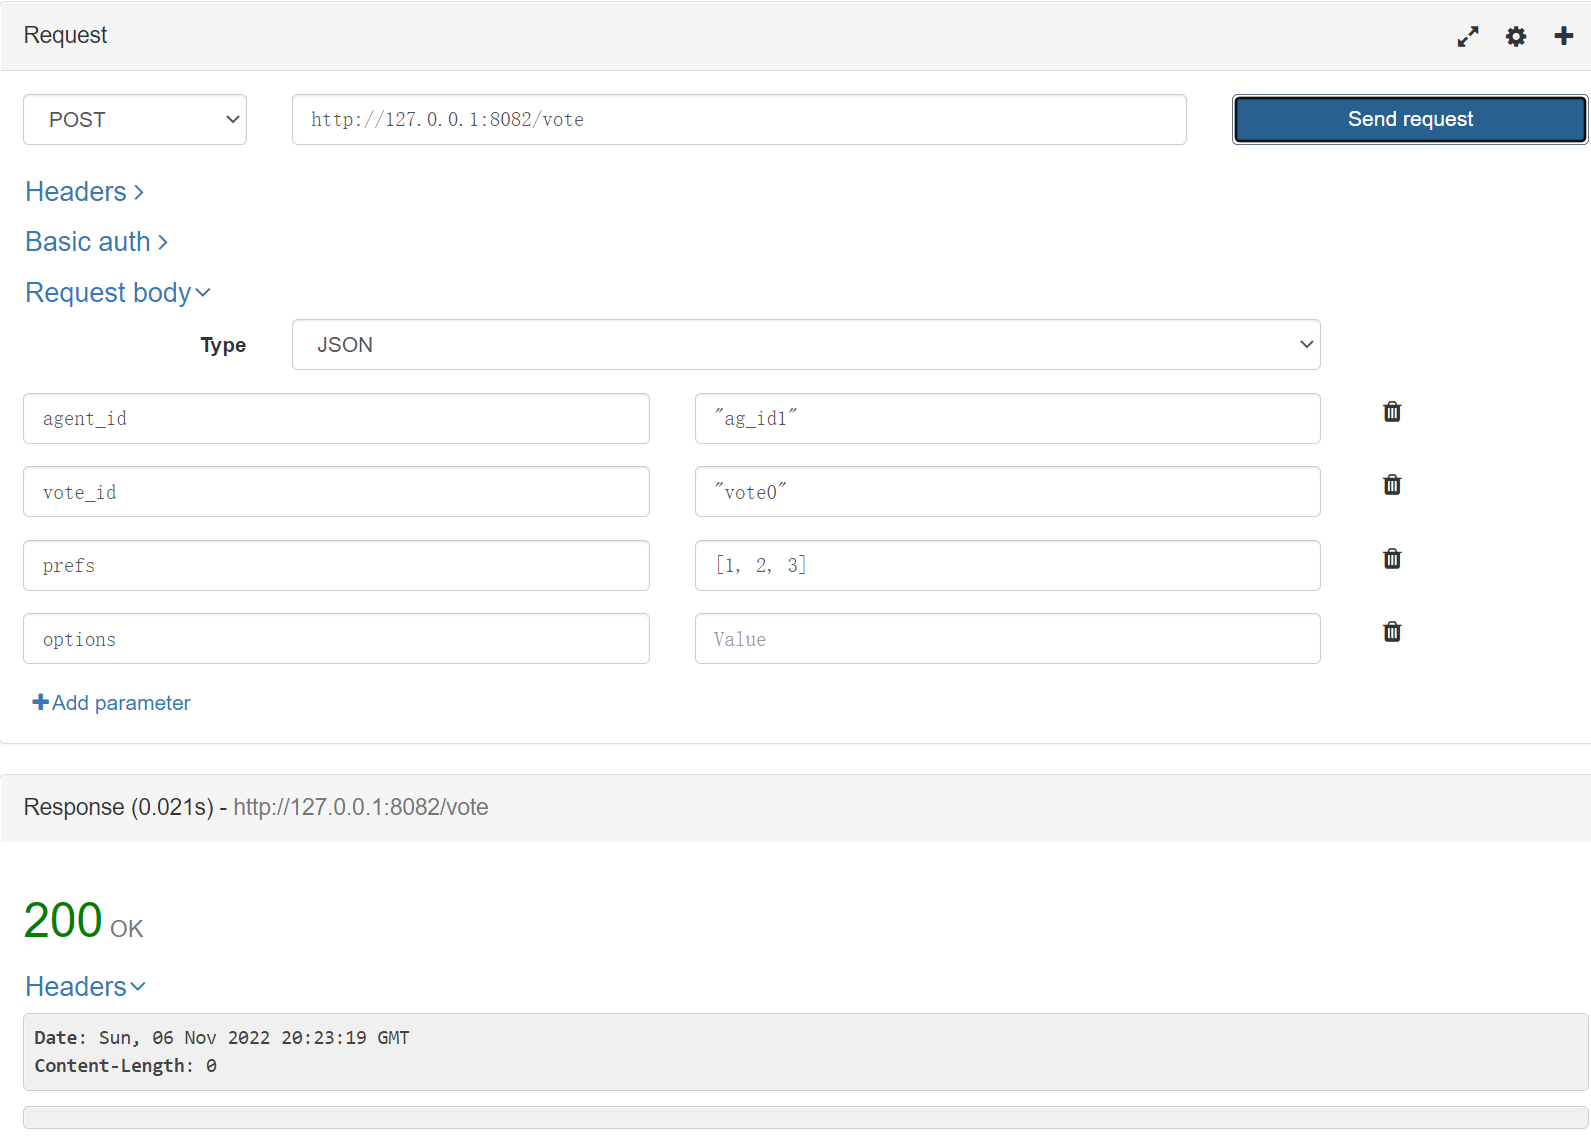 Request
POST
http://127.0.0.1:8082/vote
Send request
Headers
Basic auth
Request body
Type
JSON
agent_id
"ag_id1"
vote_id
"vote0"
prefs
[1, 2, 3]
options
Value
Add parameter
Response (0.021s) - http://127.0.0.1:8082/vote
200 OK
Headers
Date: Sun, 06 Nov 2022 20:23:19 GMT
Content-Length: 0